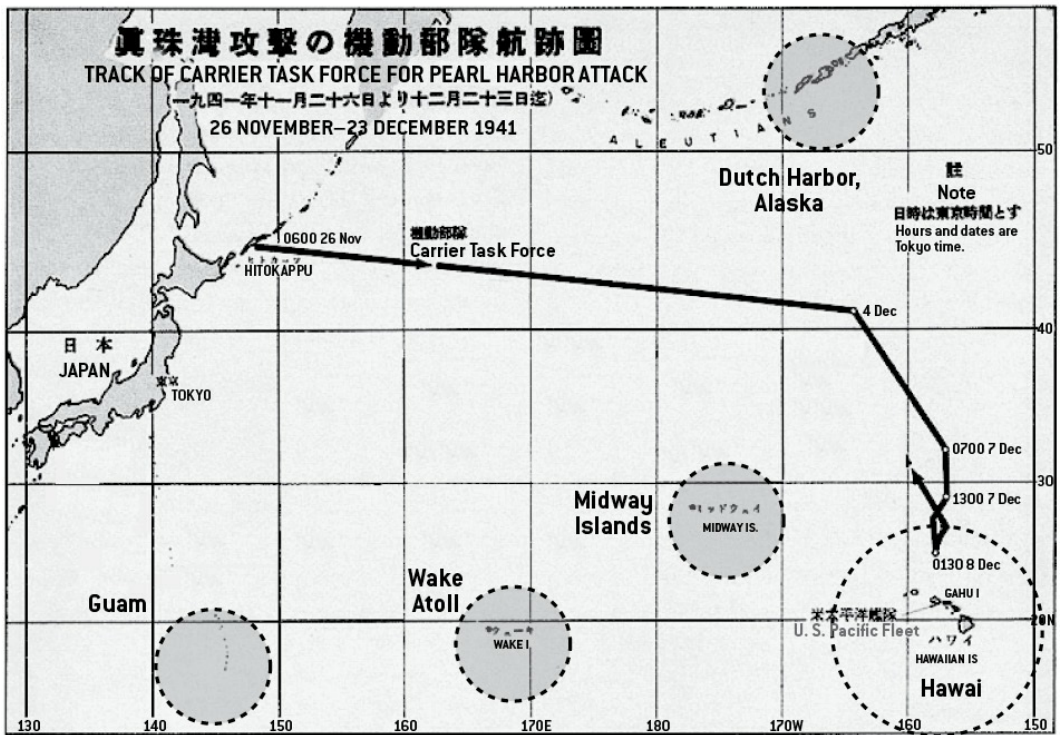 眞珠灣攻擊の機動部隊航跡圖
TRACK OF CARRIER TASK FORCE FOR PEARL HARBOR ATTACK
(一九四一年十一月二十六日より十二月二十三日迄)
26 NOVEMBER—23 DECEMBER 1941
ALEUTIANS
50
Dutch Harbor,
Alaska
註
Note
日時は東京時間とす
Hours and dates are
Tokyo time.
0600 26 Nov
機動部隊
Carrier Task Force
ヒトカップ
HITOKAPPU
4 Dec
40
日本
JAPAN
東京
TOKYO
0700 7 Dec
30
1300 7 Dec
Midway
Islands
ミッドウェイ
MIDWAY IS.
0130 8 Dec
Wake
Atoll
Guam
GAHU I
米太平洋艦隊
U. S. Pacific Fleet
20N
ウェーキ
WAKE I
ハワイ
HAWAIIAN IS
Hawai
130
140
150
160
170E
180
170W
160
150